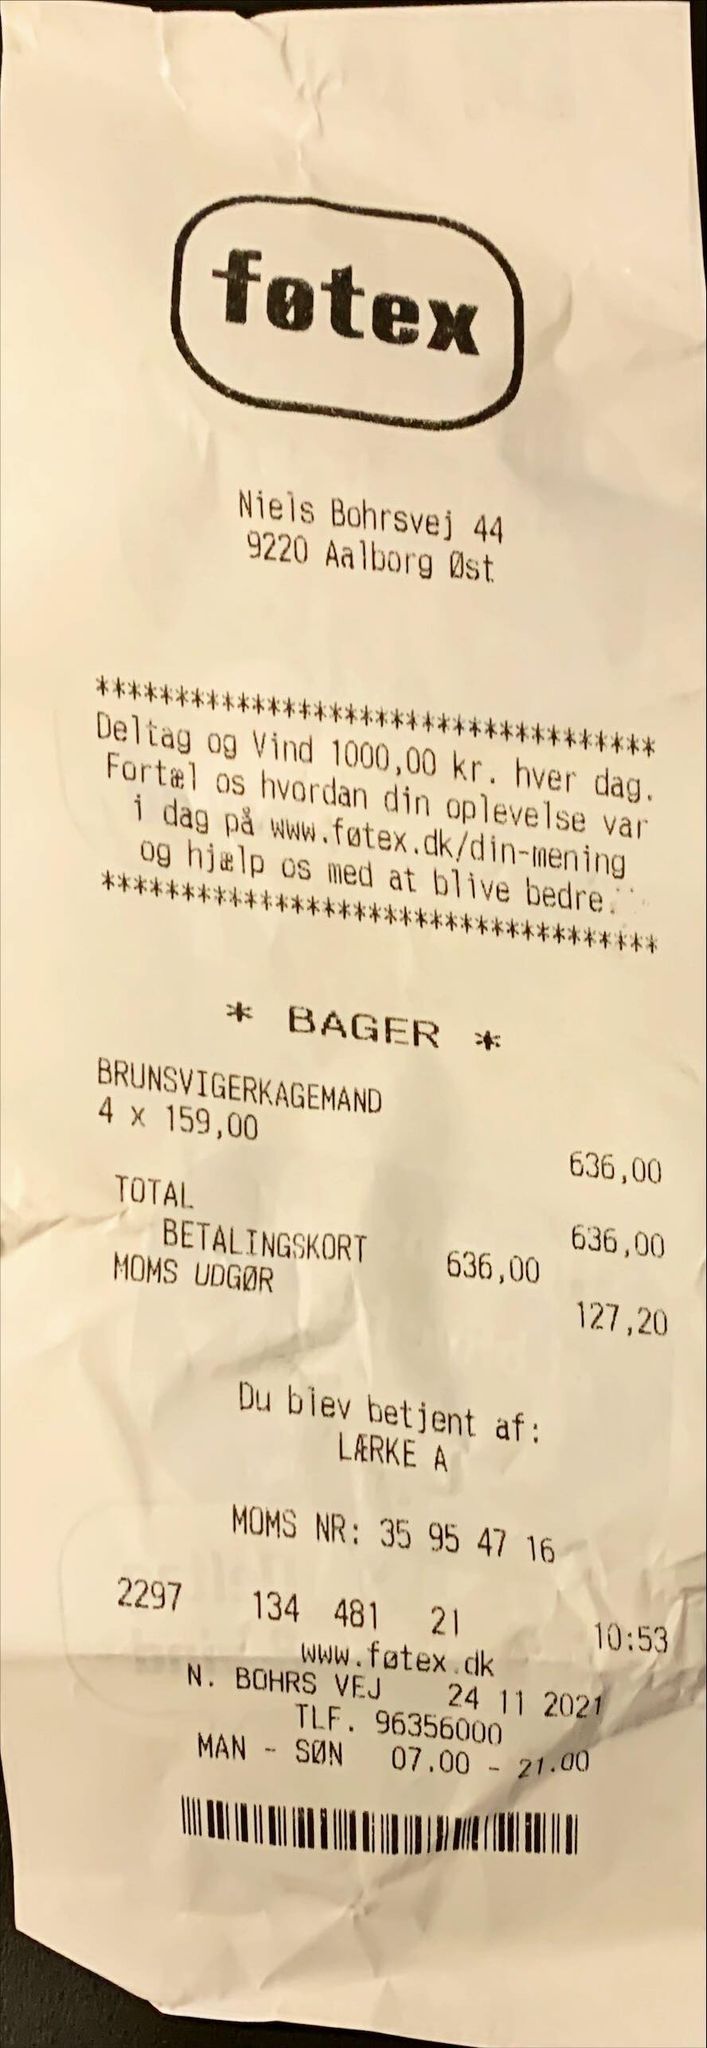 føtex
Niels Bohrsvej 44
9220 Aalborg Øst
***********************************
Deltag og Vind 1000,00 kr. hver dag.
Fortæl os hvordan din oplevelse var
i dag på www.føtex.dk/din-mening
og hjælp os med at blive bedre.
***********************************
* BAGER *
BRUNSVIGERKAGEMAND
4 x 159,00 636,00
TOTAL 636,00
BETALINGSKORT 636,00
MOMS UDGØR 127,20
Du blev betjent af:
LÆRKE A
MOMS NR: 35 95 47 16
2297 134 481 21 10:53
www.føtex.dk
N. BOHRS VEJ 24 11 2021
TLF. 96356000
MAN - SØN 07.00 - 21.00